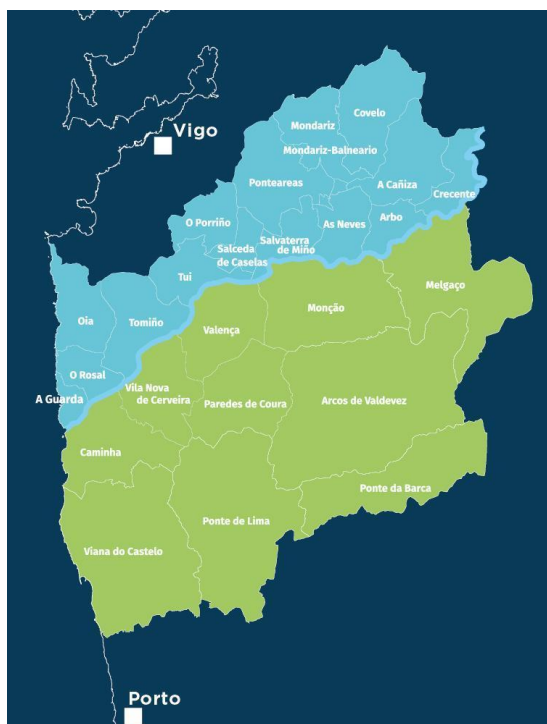 Vigo
Covelo
Mondariz
Mondariz-Balneario
Ponteareas
A Cañiza
Crecente
O Porriño
As Neves
Arbo
Salvaterra
de Miño
Salceda
de Caselas
Tui
Melgaço
Oia
Tomiño
Valença
Monção
O Rosal
A Guarda
Vila Nova
de Cerveira
Paredes de Coura
Arcos de Valdevez
Caminha
Ponte da Barca
Ponte de Lima
Viana do Castelo
Porto